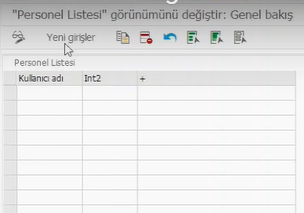 "Personel Listesi" görünümünü değiştir: Genel bakış
Yeni girişler
Personel Listesi
Kullanıcı adı Int2 +